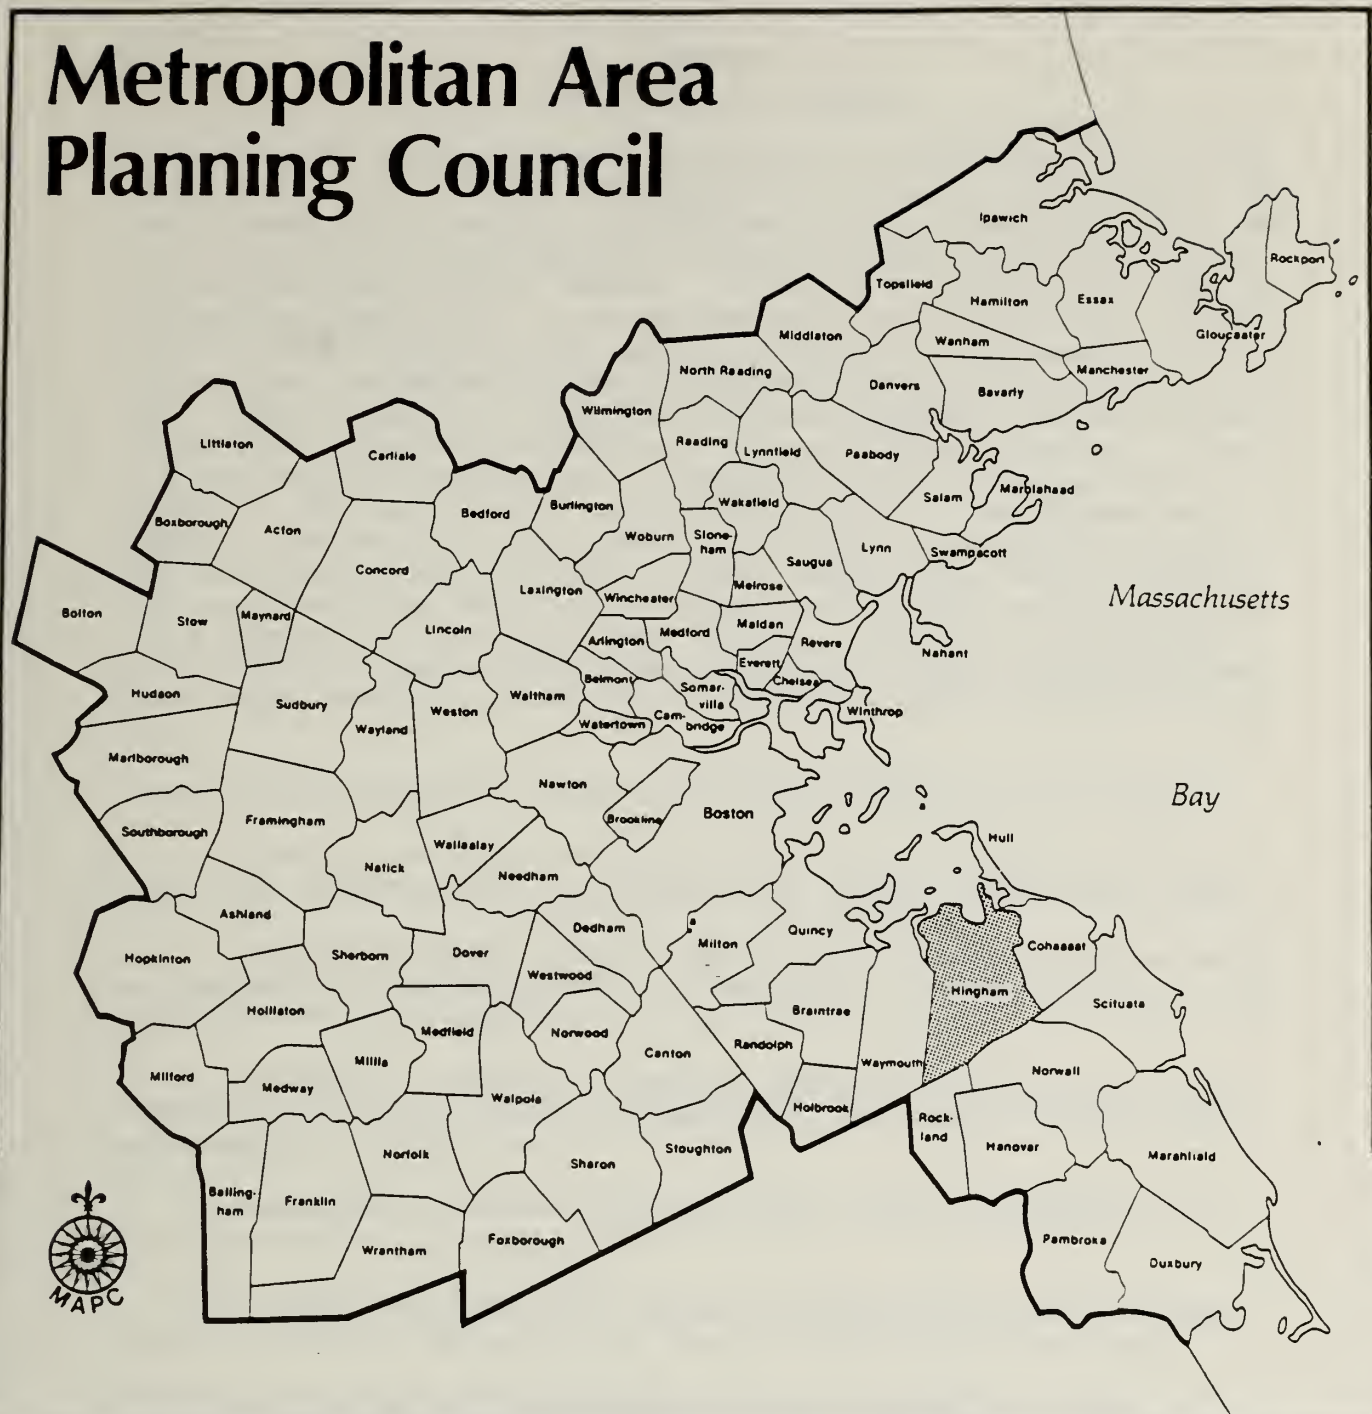 Metropolitan Area
Planning Council
Ipswich
Rockport
Topsfield
Hamilton
Essex
Gloucester
Middleton
Wenham
Manchester
North Reading
Danvers
Beverly
Wilmington
Littleton
Carlisle
Reading
Lynnfield
Peabody
Salem
Marblehead
Boxborough
Acton
Bedford
Burlington
Wakefield
Woburn
Stone-
ham
Lynn
Swampscott
Saugus
Concord
Lexington
Melrose
Winchester
Massachusetts
Bolton
Stow
Maynard
Lincoln
Arlington
Medford
Malden
Revere
Nahant
Everett
Chelsea
Hudson
Sudbury
Waltham
Belmont
Somer-
ville
Winthrop
Wayland
Weston
Watertown
Cam-
bridge
Marlborough
Newton
Bay
Southborough
Framingham
Brookline
Boston
Hull
Wellesley
Natick
Needham
Ashland
Dedham
Milton
Quincy
Cohasset
Hopkinton
Sherborn
Dover
Westwood
Hingham
Scituate
Holliston
Medfield
Norwood
Braintree
Millis
Canton
Randolph
Weymouth
Milford
Medway
Norwell
Walpole
Holbrook
Rock-
land
Norfolk
Sharon
Stoughton
Hanover
Marshfield
Belling-
ham
Franklin
Wrentham
Foxborough
Pembroke
Duxbury
MAPC